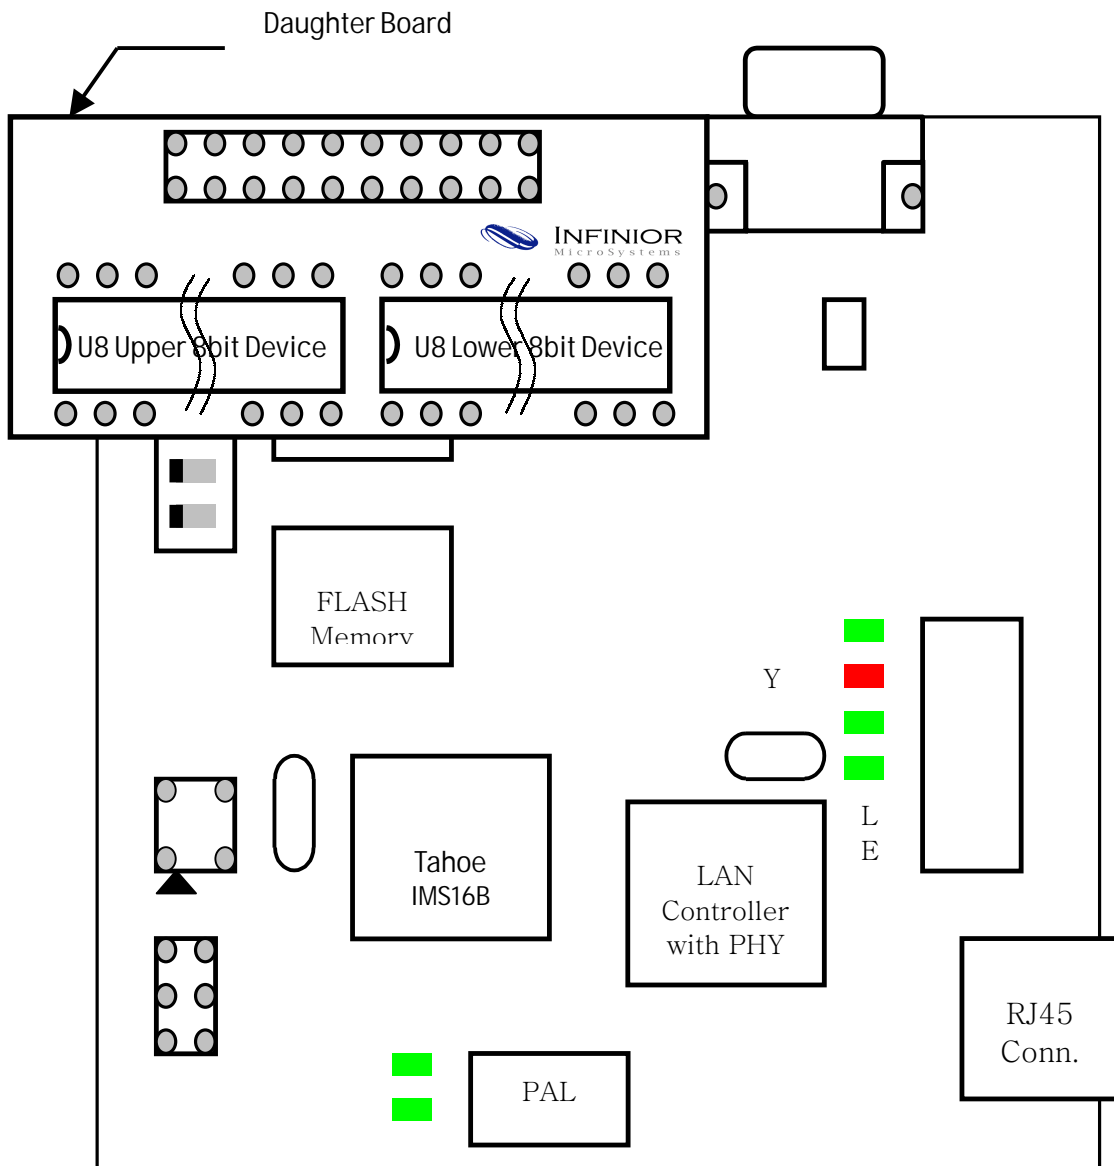 Daughter Board
INFINIOR
MicroSystems
U8 Upper 8bit Device
U8 Lower 8bit Device
FLASH
Memory
Y
L
E
Tahoe
IMS16B
LAN
Controller
with PHY
RJ45
Conn.
PAL